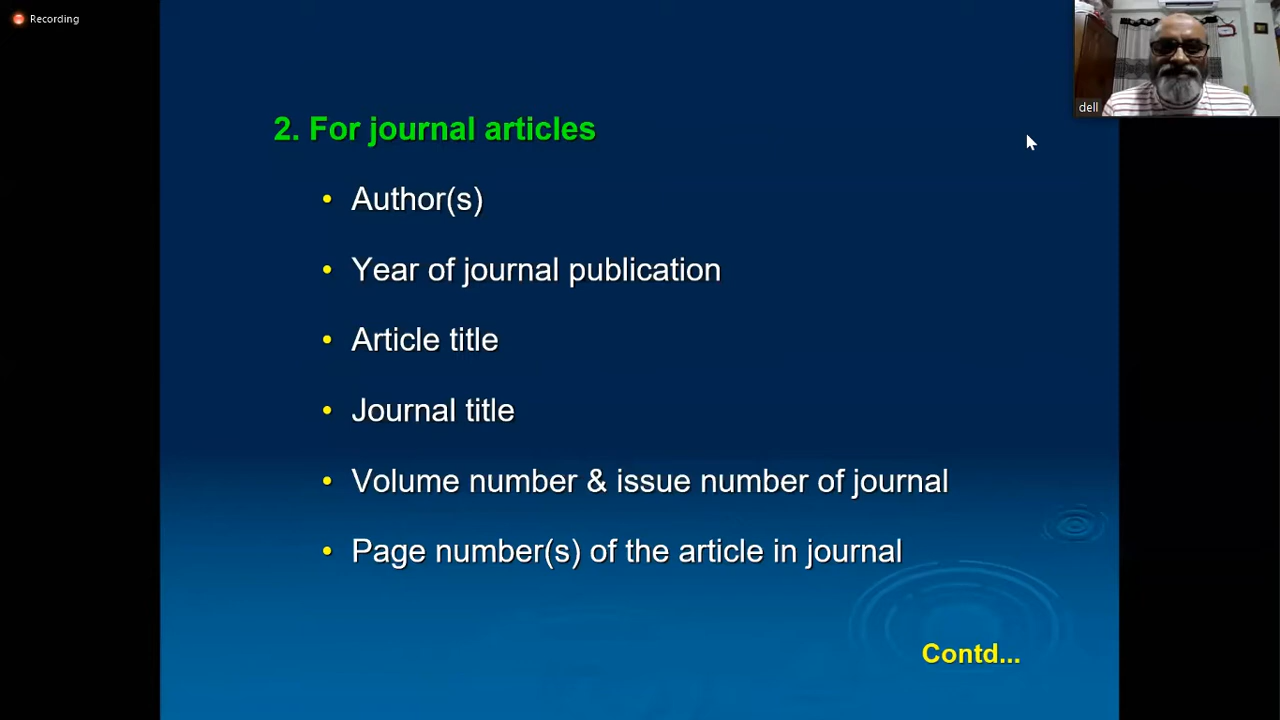 Recording
dell
2. For journal articles
• Author(s)
• Year of journal publication
• Article title
• Journal title
• Volume number & issue number of journal
• Page number(s) of the article in journal
Contd...